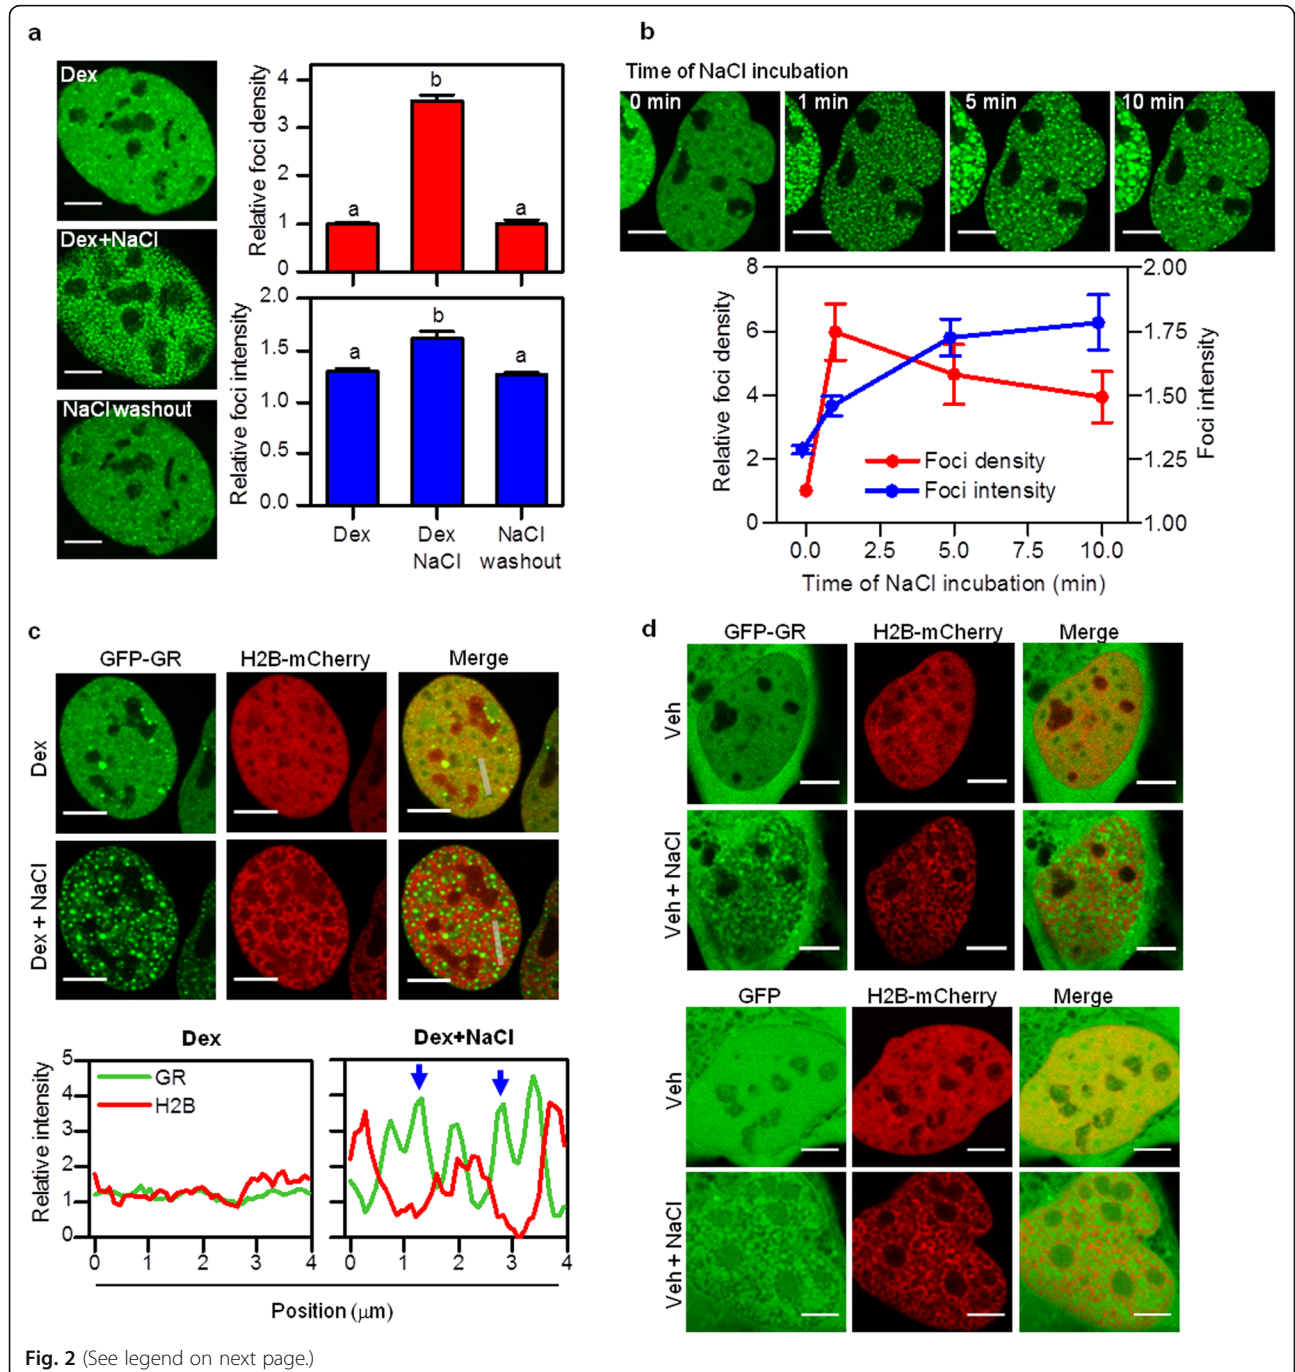 a
Dex
Dex+NaCl
NaCl washout
Relative foci density
4
3
2
1
0
a
b
a
Relative foci intensity
2.0
1.5
1.0
0.5
0.0
a
b
a
Dex
Dex NaCl
NaCl washout
b
Time of NaCl incubation
0 min
1 min
5 min
10 min
Relative foci density
8
6
4
2
0
Foci intensity
2.00
1.75
1.50
1.25
1.00
Foci density
Foci intensity
0.0 2.5 5.0 7.5 10.0
Time of NaCl incubation (min)
c
GFP-GR H2B-mCherry Merge
Dex
Dex + NaCl
Dex
Dex+NaCl
Relative intensity
5
4
3
2
1
0
GR
H2B
0 1 2 3 4
0 1 2 3 4
Position (μm)
d
GFP-GR H2B-mCherry Merge
Veh
Veh + NaCl
GFP H2B-mCherry Merge
Veh
Veh + NaCl
Fig. 2 (See legend on next page.)